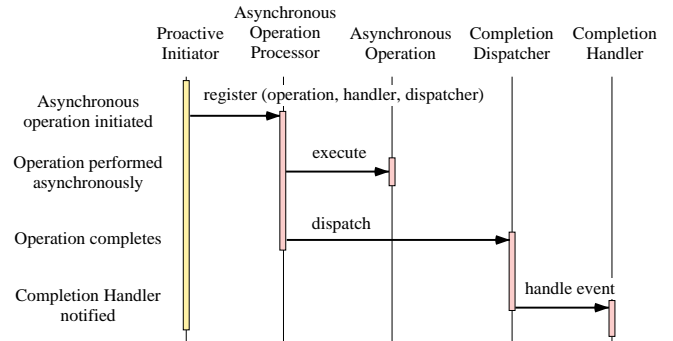 Proactive
Initiator
Asynchronous
Operation
Processor
Asynchronous
Operation
Completion
Dispatcher
Completion
Handler
Asynchronous
operation initiated
register (operation, handler, dispatcher)
Operation performed
asynchronously
execute
Operation completes
dispatch
Completion Handler
notified
handle event